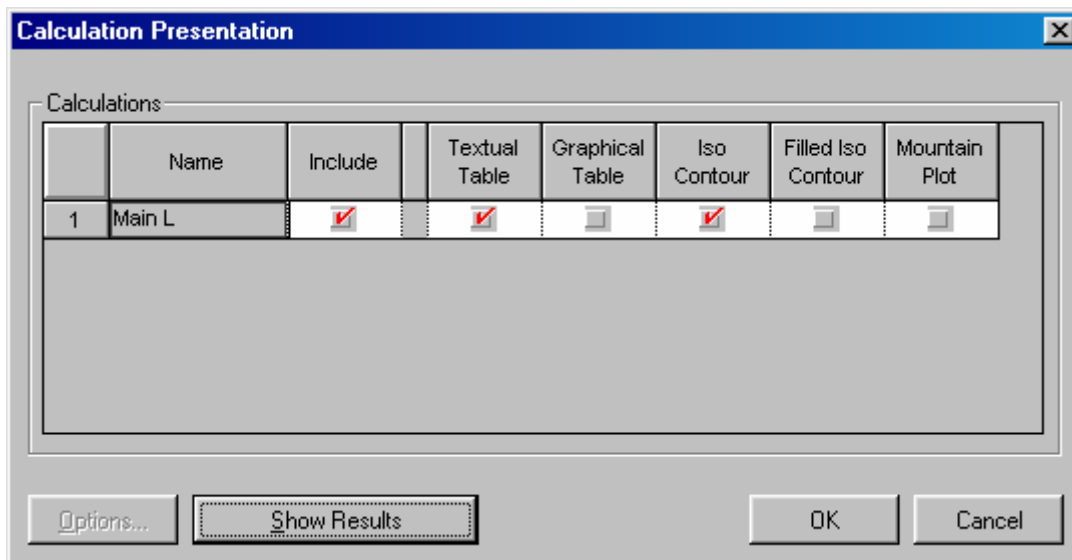 Calculation Presentation
Calculations
Name Include Textual Table Graphical Table Iso Contour Filled Iso Contour Mountain Plot
1 Main L
Options... Show Results OK Cancel